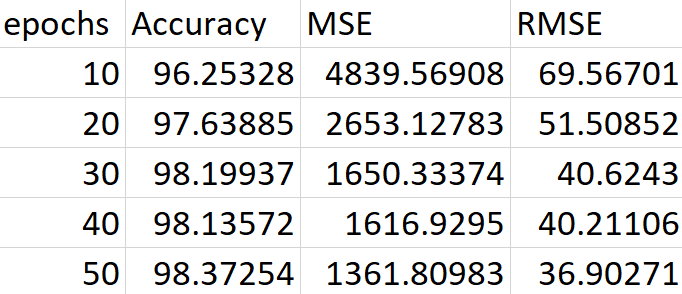 epochs Accuracy MSE RMSE
10 96.25328 4839.56908 69.56701
20 97.63885 2653.12783 51.50852
30 98.19937 1650.33374 40.6243
40 98.13572 1616.9295 40.21106
50 98.37254 1361.80983 36.90271